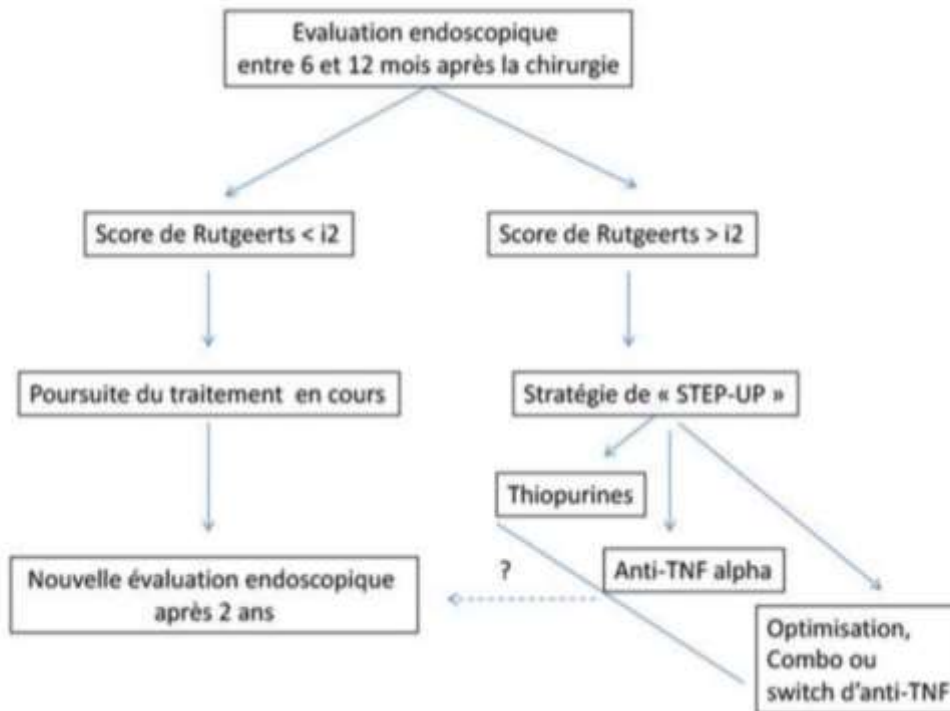 Evaluation endoscopique
entre 6 et 12 mois après la chirurgie
Score de Rutgeerts < i2
Score de Rutgeerts > i2
Poursuite du traitement en cours
Stratégie de « STEP-UP »
Thiopurines
?
Anti-TNF alpha
Nouvelle évaluation endoscopique
après 2 ans
Optimisation,
Combo ou
switch d'anti-TNF